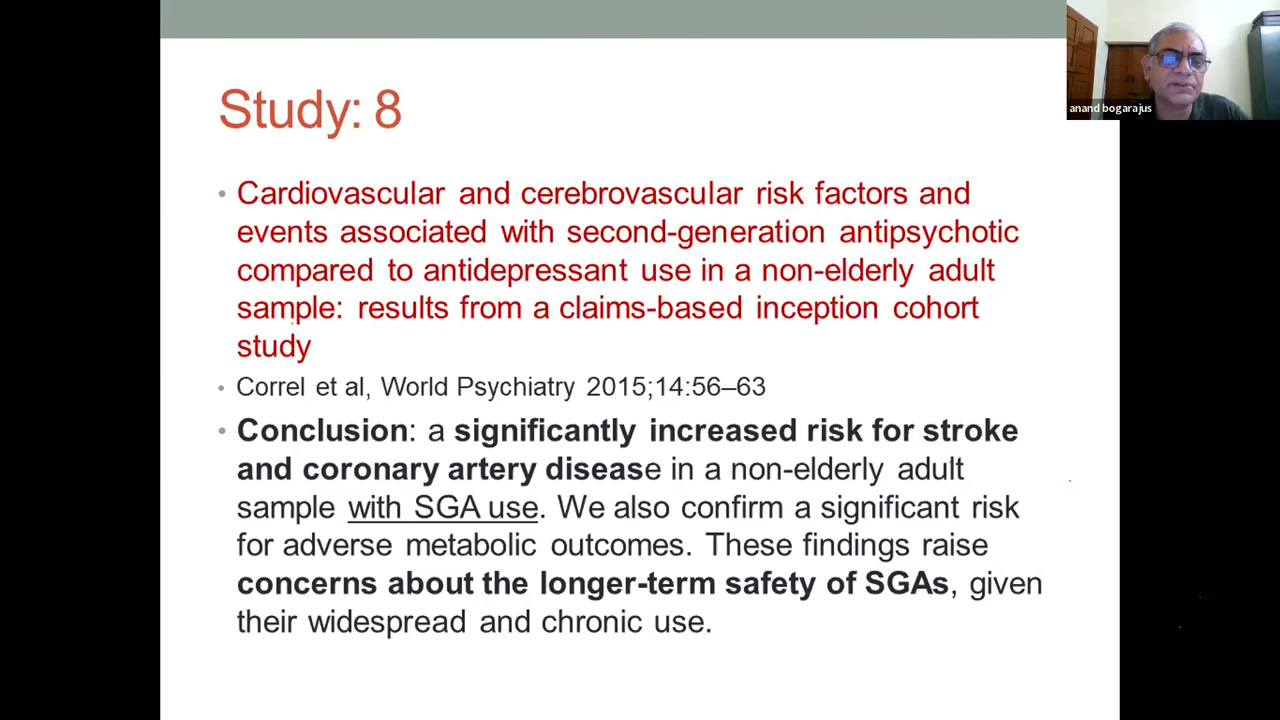 Study: 8
anand bogarajus
Cardiovascular and cerebrovascular risk factors and
events associated with second-generation antipsychotic
compared to antidepressant use in a non-elderly adult
sample: results from a claims-based inception cohort
study
Correl et al, World Psychiatry 2015;14:56–63
Conclusion: a significantly increased risk for stroke
and coronary artery disease in a non-elderly adult
sample with SGA use. We also confirm a significant risk
for adverse metabolic outcomes. These findings raise
concerns about the longer-term safety of SGAs, given
their widespread and chronic use.